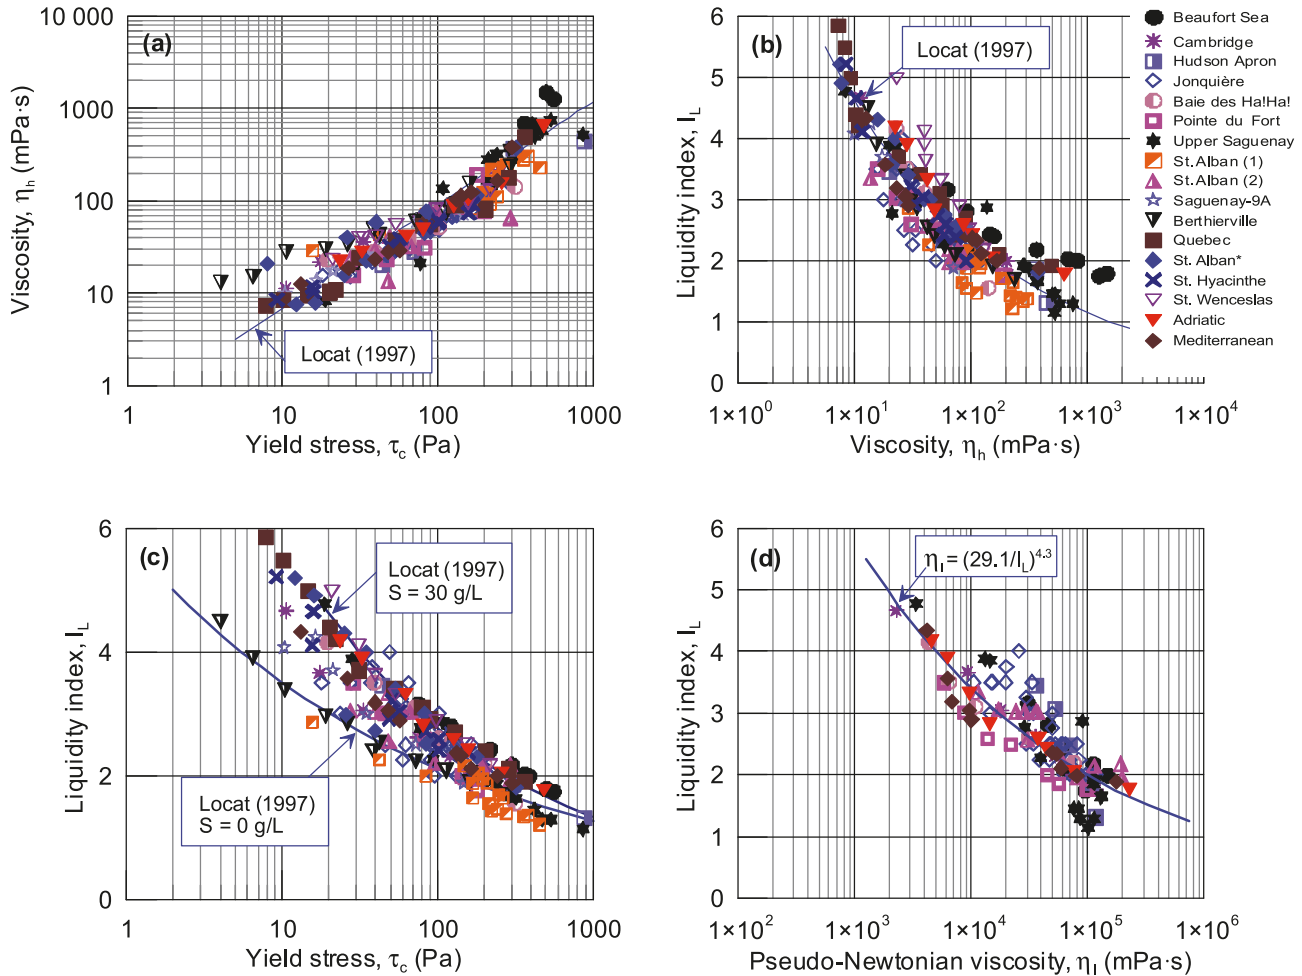 10 000
1000
100
10
1
Viscosity, ηh (mPa·s)
(a)
Locat (1997)
1
10
100
1000
Yield stress, τc (Pa)
6
5
4
3
2
1
0
Liquidity index, IL
(b)
Locat (1997)
1×10^0
1×10^1
1×10^2
1×10^3
1×10^4
Viscosity, ηh (mPa·s)
Beaufort Sea
Cambridge
Hudson Apron
Jonquière
Baie des Ha!Ha!
Pointe du Fort
Upper Saguenay
St. Alban (1)
St. Alban (2)
Saguenay-9A
Berthierville
Quebec
St. Alban*
St. Hyacinthe
St. Wenceslas
Adriatic
Mediterranean
6
4
2
0
Liquidity index, IL
(c)
Locat (1997)
S = 30 g/L
Locat (1997)
S = 0 g/L
1
10
100
1000
Yield stress, τc (Pa)
6
5
4
3
2
1
0
Liquidity index, IL
(d)
ηI = (29.1/IL)^4.3
1×10^2
1×10^3
1×10^4
1×10^5
1×10^6
Pseudo-Newtonian viscosity, ηI (mPa·s)